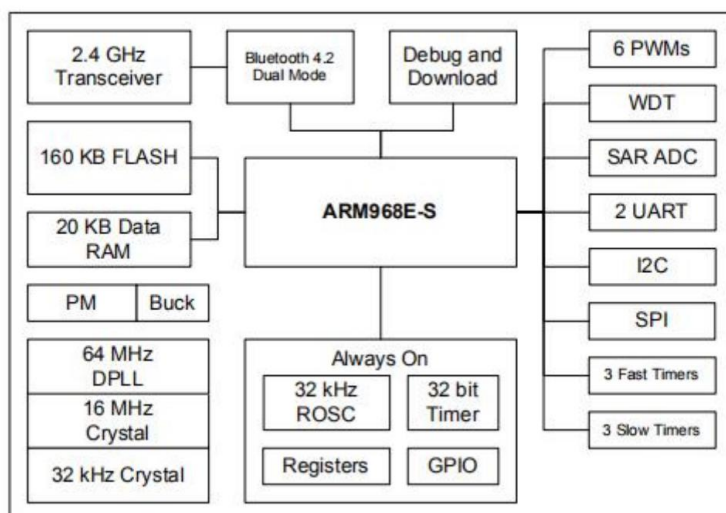 2.4 GHz
Transceiver
Bluetooth 4.2
Dual Mode
Debug and
Download
6 PWMs
WDT
160 KB FLASH
SAR ADC
ARM968E-S
2 UART
20 KB Data
RAM
I2C
PM
Buck
SPI
64 MHz
DPLL
16 MHz
Crystal
32 kHz Crystal
Always On
32 kHz
ROSC
32 bit
Timer
Registers
GPIO
3 Fast Timers
3 Slow Timers